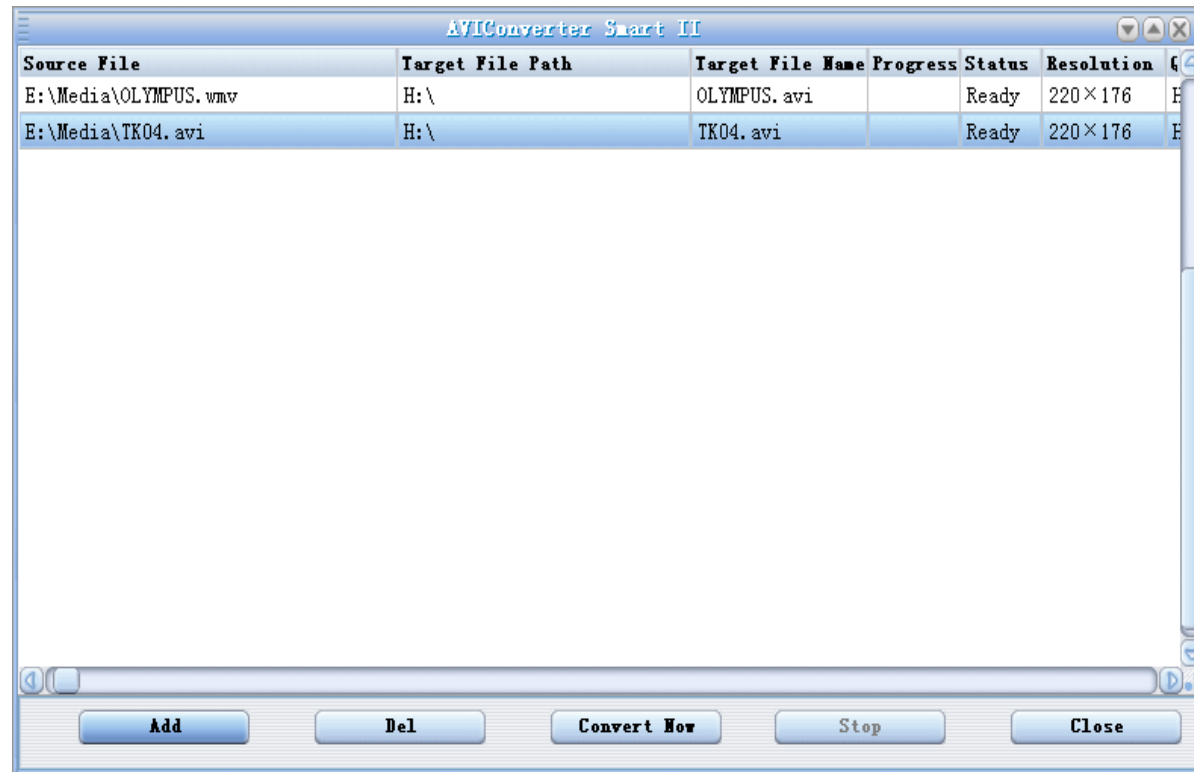 AVIConverter Smart II
Source File Target File Path Target File Name Progress Status Resolution
E:\Media\OLYMPUS.wmv H:\ OLYMPUS.avi Ready 220×176 H
E:\Media\TK04.avi H:\ TK04.avi Ready 220×176 H
Add Del Convert Now Stop Close